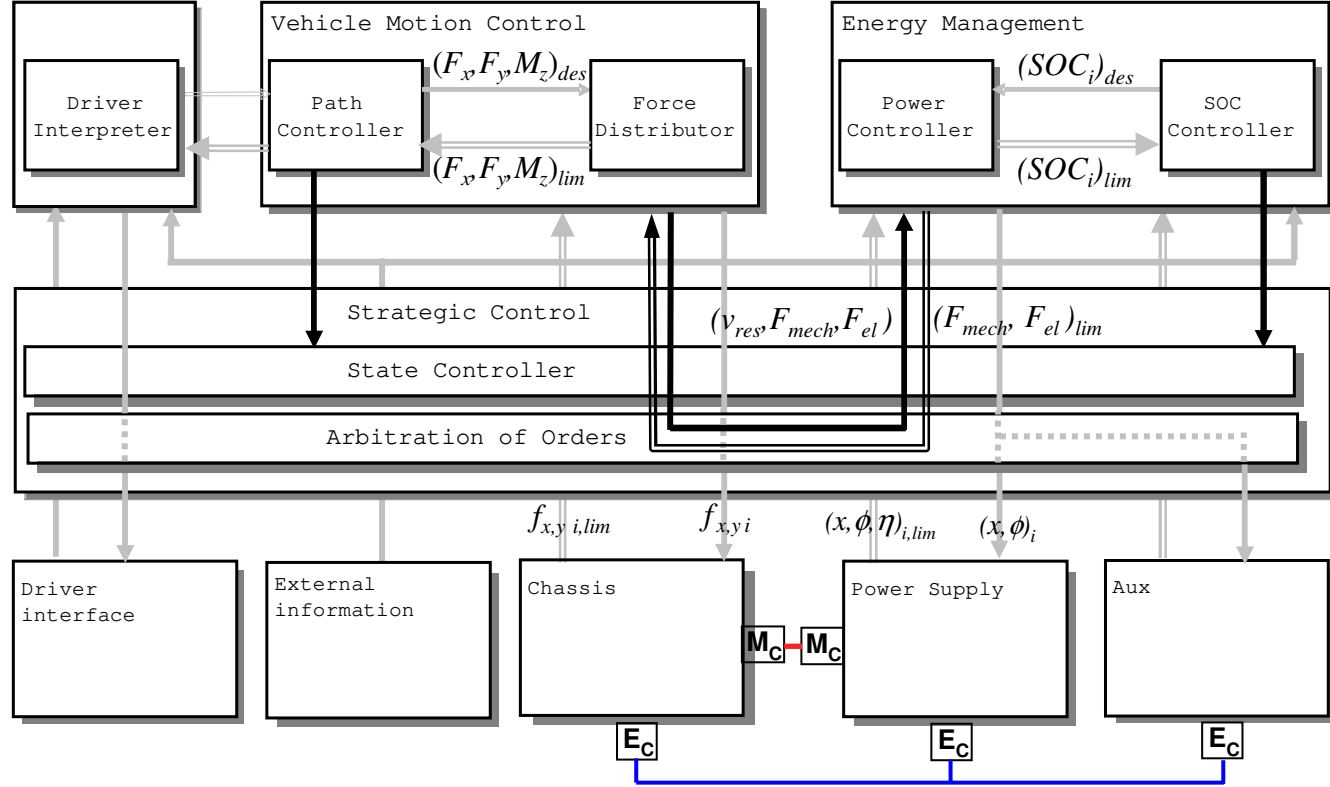 Vehicle Motion Control
Energy Management
(F_x,F_y,M_z)_des
(SOC_i)_des
Driver
Interpreter
Path
Controller
Force
Distributor
Power
Controller
SOC
Controller
(F_x,F_y,M_z)_lim
(SOC_i)_lim
Strategic Control
(v_res,F_mech,F_el)
(F_mech, F_el)_lim
State Controller
Arbitration of Orders
f_x,y i,lim
f_x,y i
(x,ϕ,η)_i,lim
(x,ϕ)_i
Driver
interface
External
information
Chassis
Power Supply
Aux
M_C
M_C
E_C
E_C
E_C